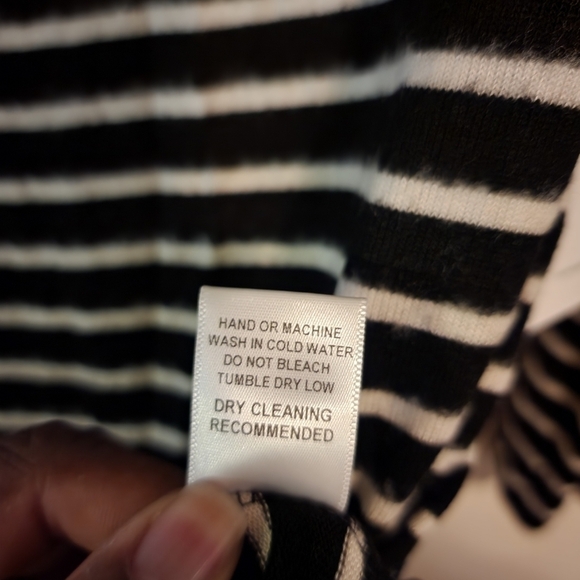 HAND OR MACHINE
WASH IN COLD WATER
DO NOT BLEACH
TUMBLE DRY LOW
DRY CLEANING
RECOMMENDED